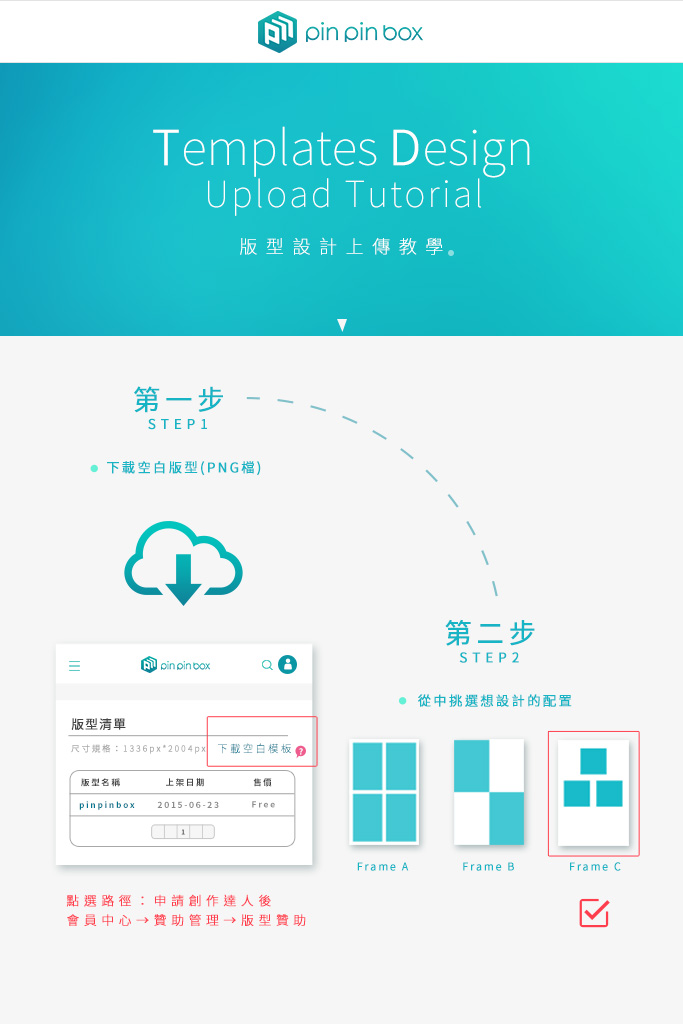 pin pin box
Templates Design
Upload Tutorial
版型設計上傳教學。
第一步
STEP1
下載空白版型(PNG檔)
第二步
STEP2
從中挑選想設計的配置
pin pin box
版型清單
尺寸規格：1336px*2004px
下載空白模板
?
版型名稱 上架日期 售價
pinpinbox 2015-06-23 Free
1
Frame A
Frame B
Frame C
點選路徑：申請創作達人後
會員中心→贊助管理→版型贊助